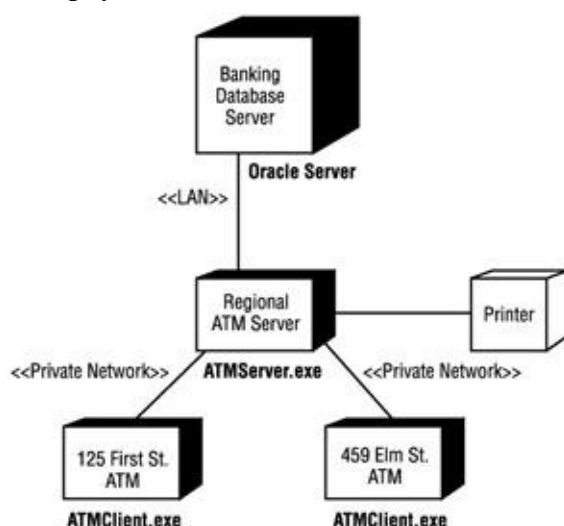 Banking
Database
Server
Oracle Server
<<LAN>>
Regional
ATM Server
Printer
<<Private Network>>
ATMServer.exe
<<Private Network>>
125 First St.
ATM
459 Elm St.
ATM
ATMClient.exe
ATMClient.exe